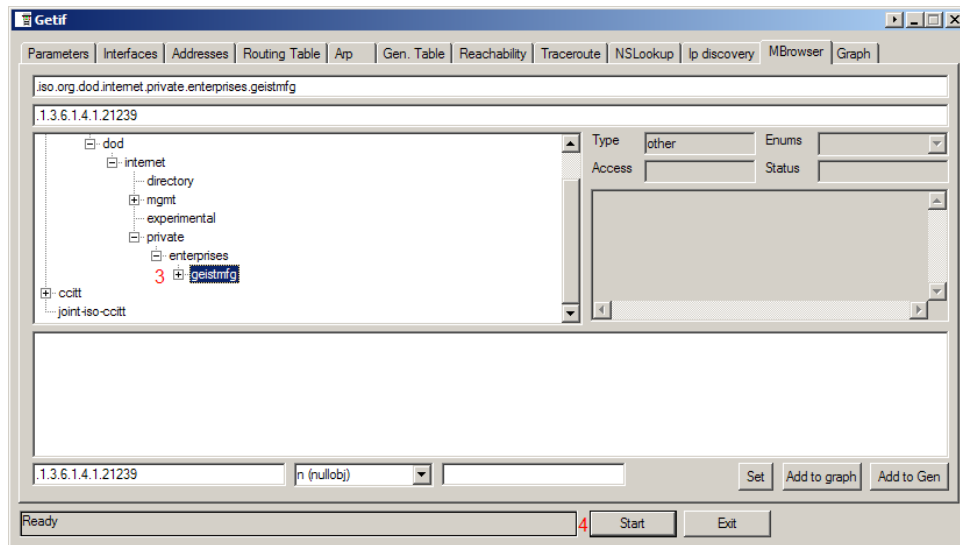 Getif
Parameters Interfaces Addresses Routing Table Arp Gen. Table Reachability Traceroute NSLookup Ip discovery MBrowser Graph
.iso.org.dod.internet.private.enterprises.geistmfg
.1.3.6.1.4.1.21239
dod
internet
directory
mgmt
experimental
private
enterprises
3 geistmfg
ccitt
joint-iso-ccitt
Type other Enums
Access Status
.1.3.6.1.4.1.21239 n (nullobj) Set Add to graph Add to Gen
Ready 4 Start Exit